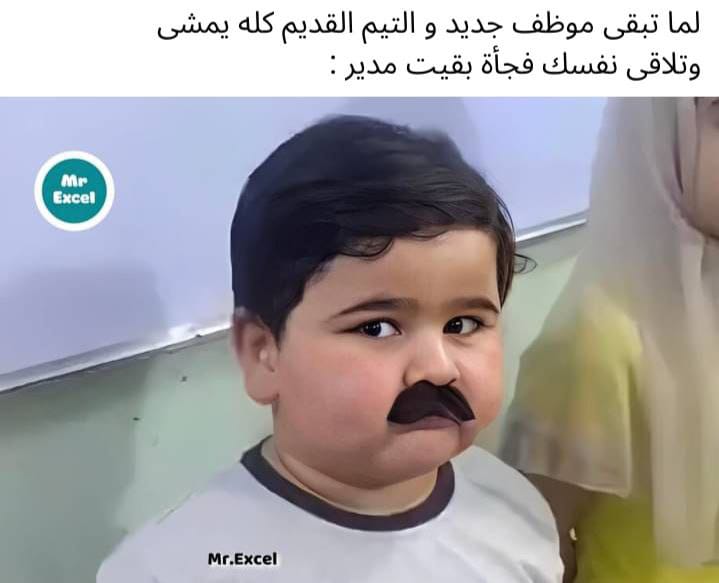 لما تبقى موظف جديد و التيم القديم كله يمشى
وتلاقى نفسك فجأة بقيت مدير :
Mr
Excel
Mr.Excel